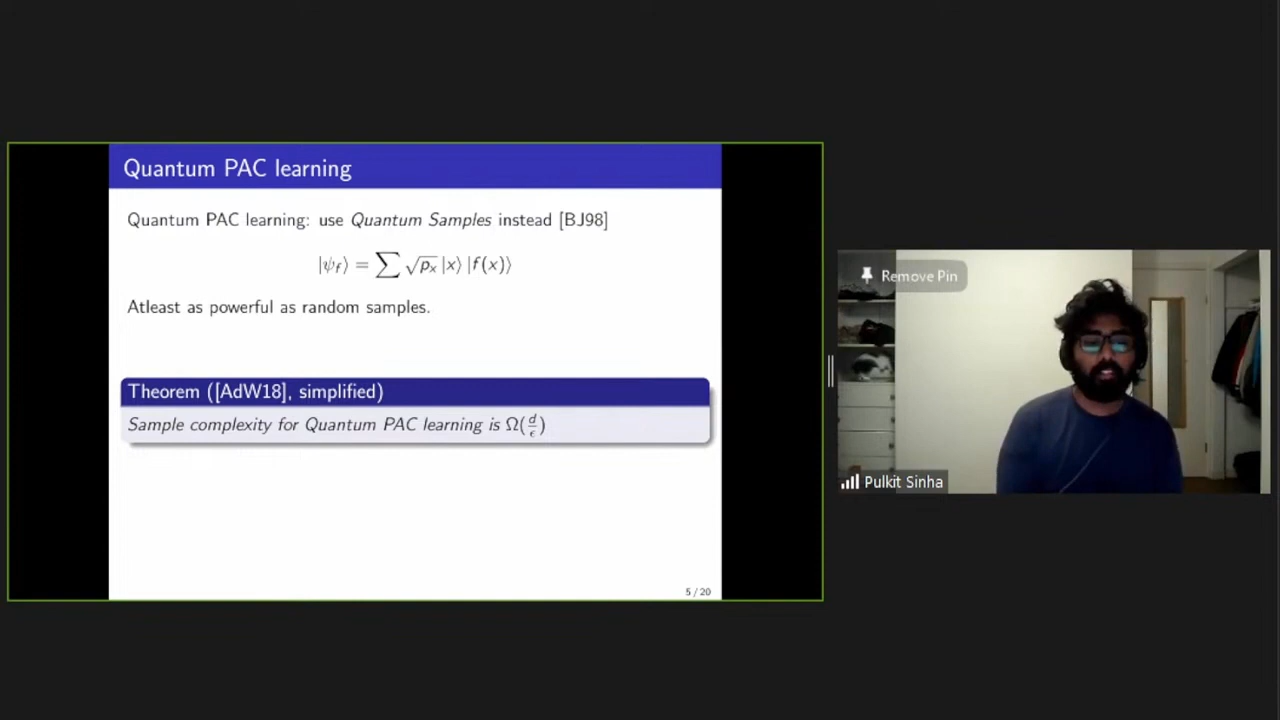 Quantum PAC learning
Quantum PAC learning: use Quantum Samples instead [BJ98]
|ψf⟩ = ∑ √px |x⟩ |f(x)⟩
Atleast as powerful as random samples.
Theorem ([AdW18], simplified)
Sample complexity for Quantum PAC learning is Ω(d/ϵ)
5 / 20
Remove Pin
Pulkit Sinha